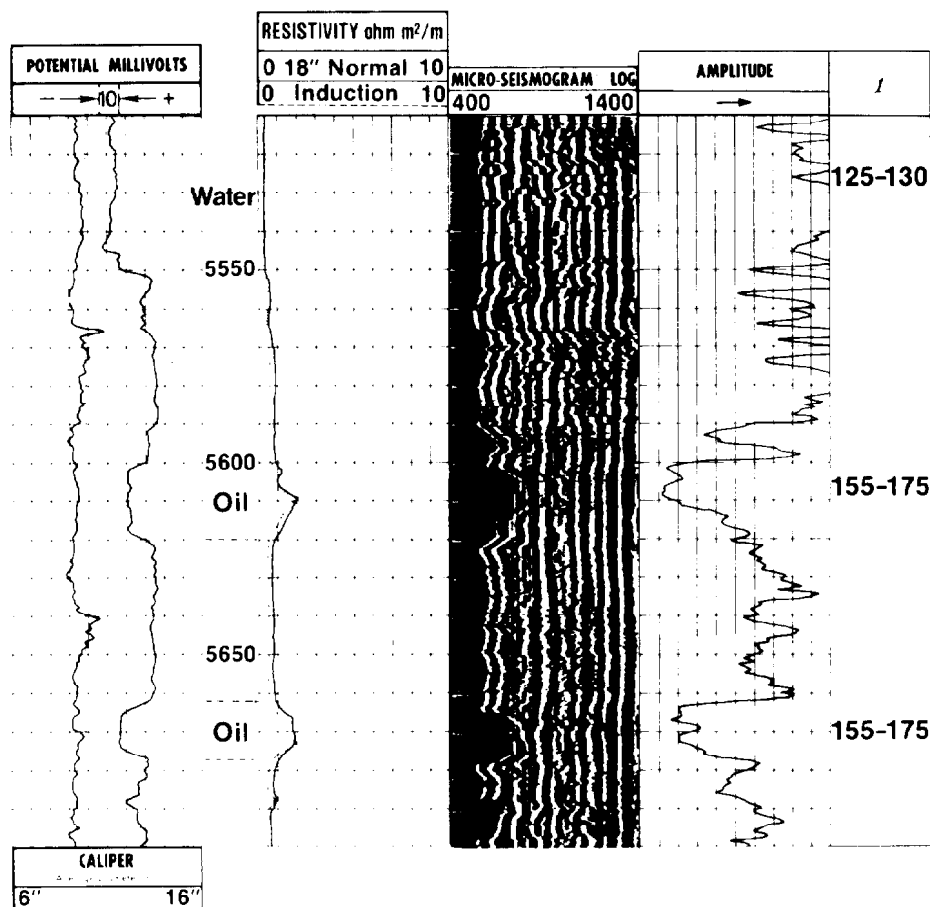 RESISTIVITY ohm m²/m
POTENTIAL MILLIVOLTS
0 18" Normal 10
MICRO-SEISMOGRAM LOG
AMPLITUDE
1
- 10 +
0 Induction 10
400 1400
125-130
Water
5550
5600
155-175
Oil
5650
Oil
155-175
CALIPER
6" 16"